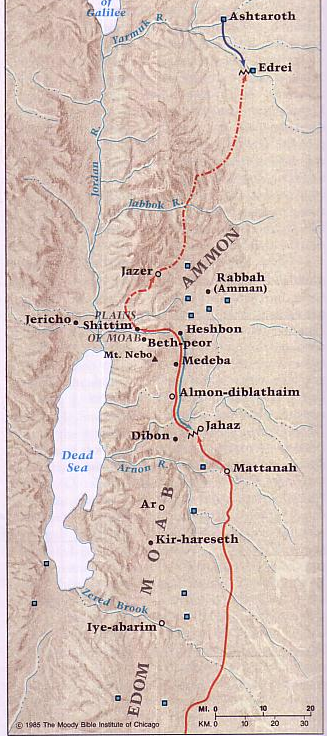 of
Galilee
Ashtaroth
Yarmuk R.
Edrei
Jordan R.
Jabbok R.
AMMON
Jazer
Rabbah
(Amman)
Jericho
PLAINS
OF MOAB
Shittim
Heshbon
Beth-peor
Mt. Nebo
Medeba
Almon-diblathaim
Jahaz
Dibon
Dead
Sea
Arnon R.
Mattanah
Ar
MOAB
Kir-hareseth
Zered Brook
Iye-abarim
EDOM
MI. 0 10 20
KM. 0 10 20 30
© 1985 The Moody Bible Institute of Chicago